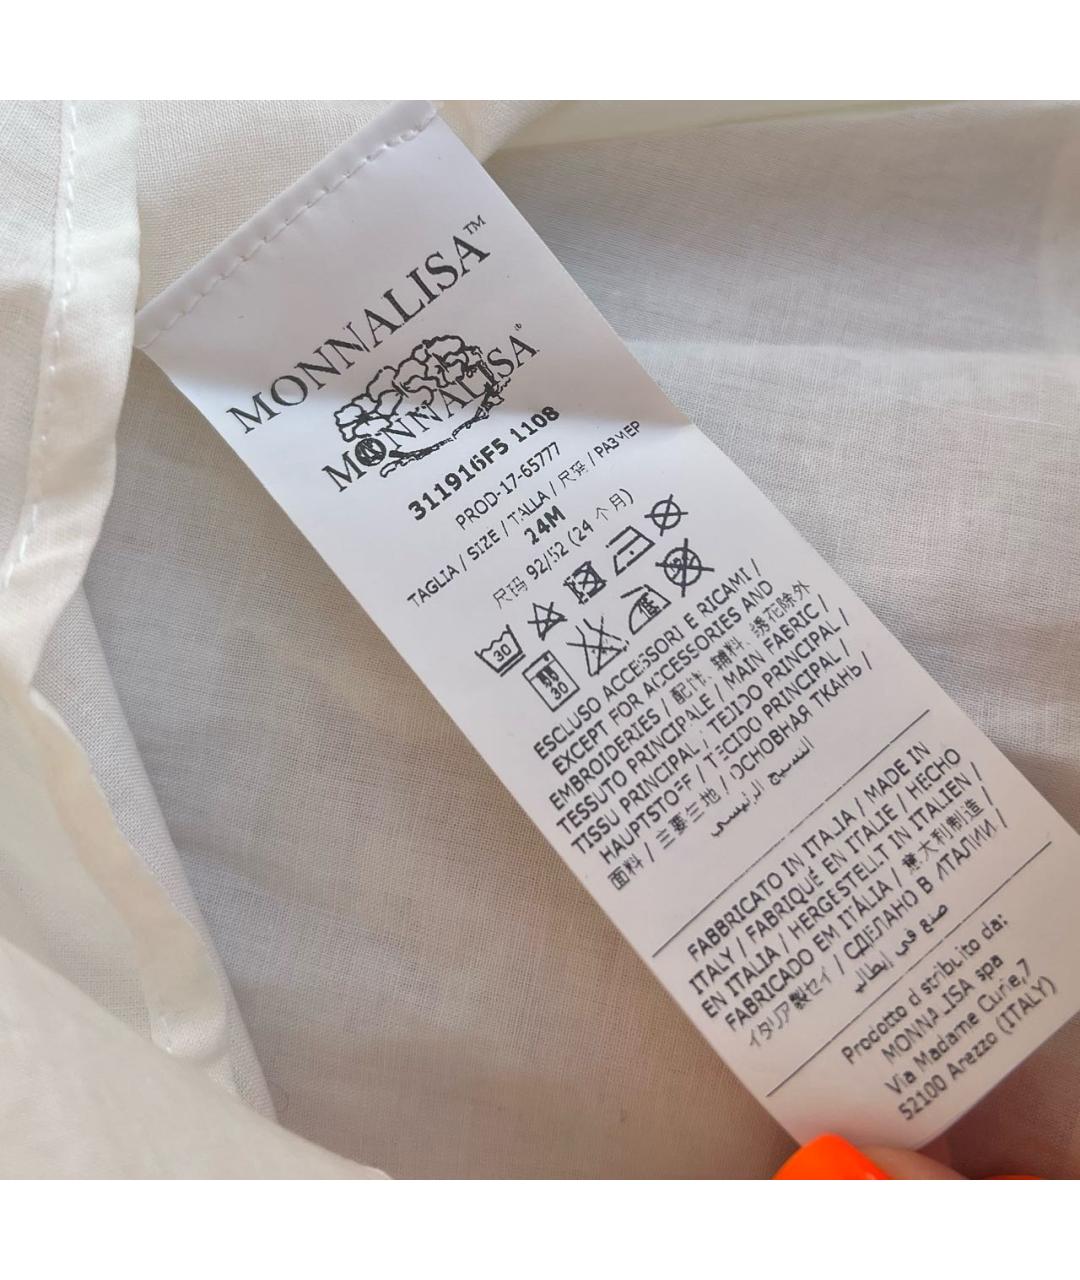 MONNALISA™
MONNALISA®
311916F5 1108
PROD-17-65777
TAGLIA / SIZE / TALLA / 尺码 / РАЗМЕР
24M
尺码 92/52 (24 个月)
30
30
ESCLUSO ACCESSORI E RICAMI /
EXCEPT FOR ACCESSORIES AND
EMBROIDERIES / 配件, 辅料, 绣花除外
TESSUTO PRINCIPALE / MAIN FABRIC /
TISSU PRINCIPAL / TEJIDO PRINCIPAL /
HAUPTSTOFF / TECIDO PRINCIPAL /
面料 / 主要生地 / ОСНОВНАЯ ТКАНЬ /
النسيج الرئيسي
FABBRICATO IN ITALIA / MADE IN
ITALY / FABRIQUÉ EN ITALIE / HECHO
EN ITALIA / HERGESTELLT IN ITALIEN /
FABRICADO EM ITÁLIA / 意大利制造 /
イタリア製セイ / СДЕЛАНО В ИТАЛИИ /
صنع في إيطاليا
Prodotto distribuito da:
MONNALISA spa
Via Madame Curie,7
52100 Arezzo (ITALY)